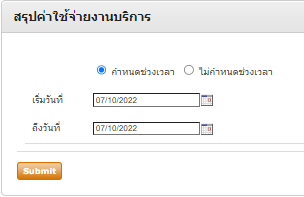 สรุปค่าใช้จ่ายงานบริการ
กำหนดช่วงเวลา ไม่กำหนดช่วงเวลา
เริ่มวันที่ 07/10/2022
ถึงวันที่ 07/10/2022
Submit